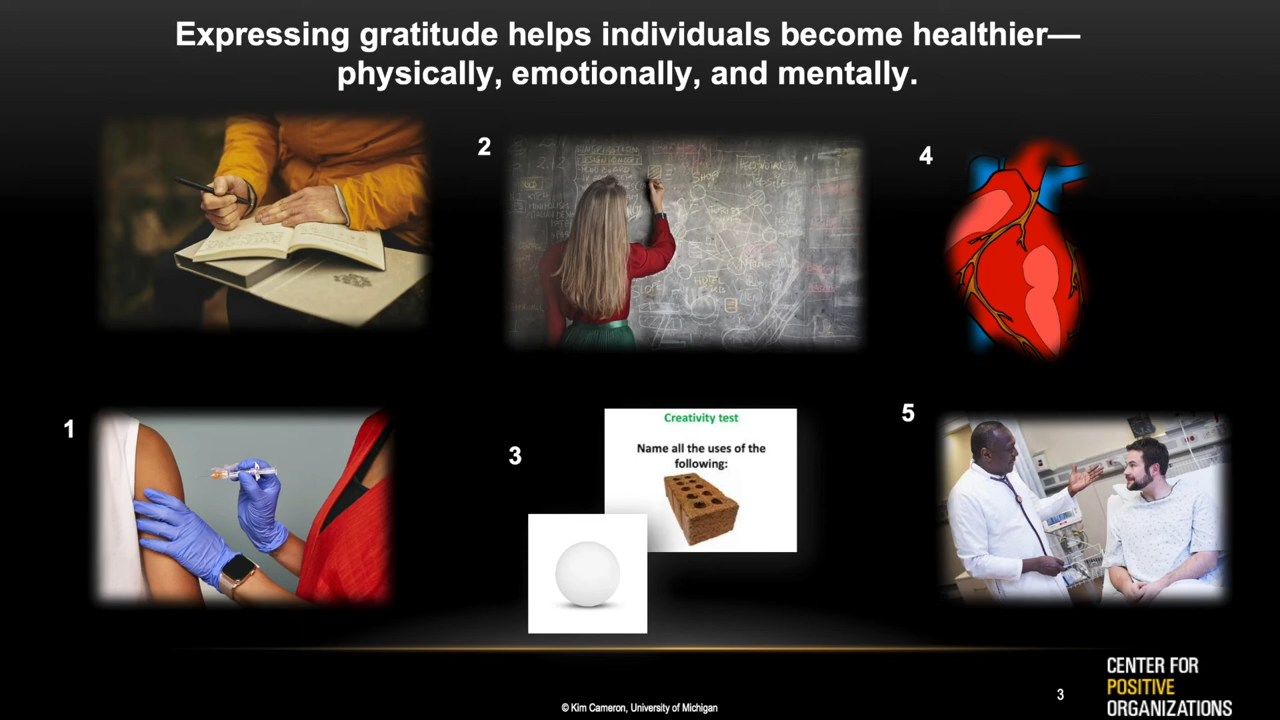 Expressing gratitude helps individuals become healthier—
physically, emotionally, and mentally.
2
4
1
3
Creativity test
Name all the uses of the
following:
5
3
CENTER FOR
POSITIVE
ORGANIZATIONS
© Kim Cameron, University of Michigan